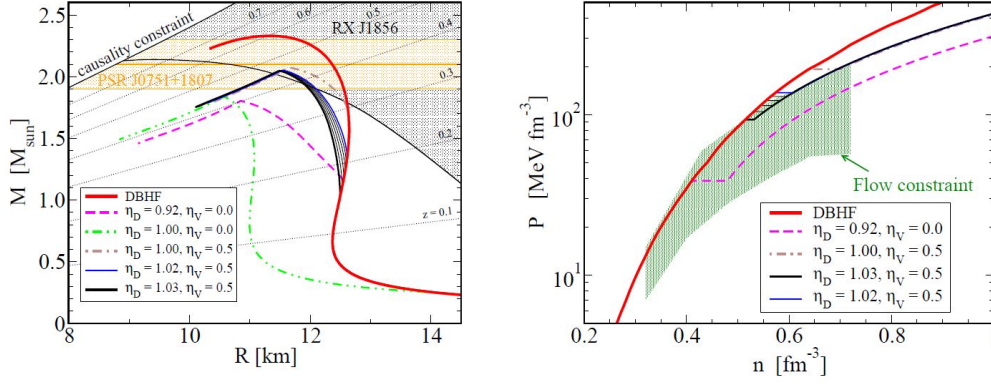 causality constraint
0.7
0.6
0.5
RX J1856
0.4
PSR J0751+1807
0.3
0.2
z = 0.1
M [M_sun]
2.5
2.0
1.5
1.0
0.5
0.0
DBHF
η_D = 0.92, η_V = 0.0
η_D = 1.00, η_V = 0.0
η_D = 1.00, η_V = 0.5
η_D = 1.02, η_V = 0.5
η_D = 1.03, η_V = 0.5
8 10 12 14
R [km]
P [MeV fm⁻³]
10²
10¹
Flow constraint
DBHF
η_D = 0.92, η_V = 0.0
η_D = 1.00, η_V = 0.5
η_D = 1.03, η_V = 0.5
η_D = 1.02, η_V = 0.5
0.2 0.4 0.6 0.8 1
n [fm⁻³]